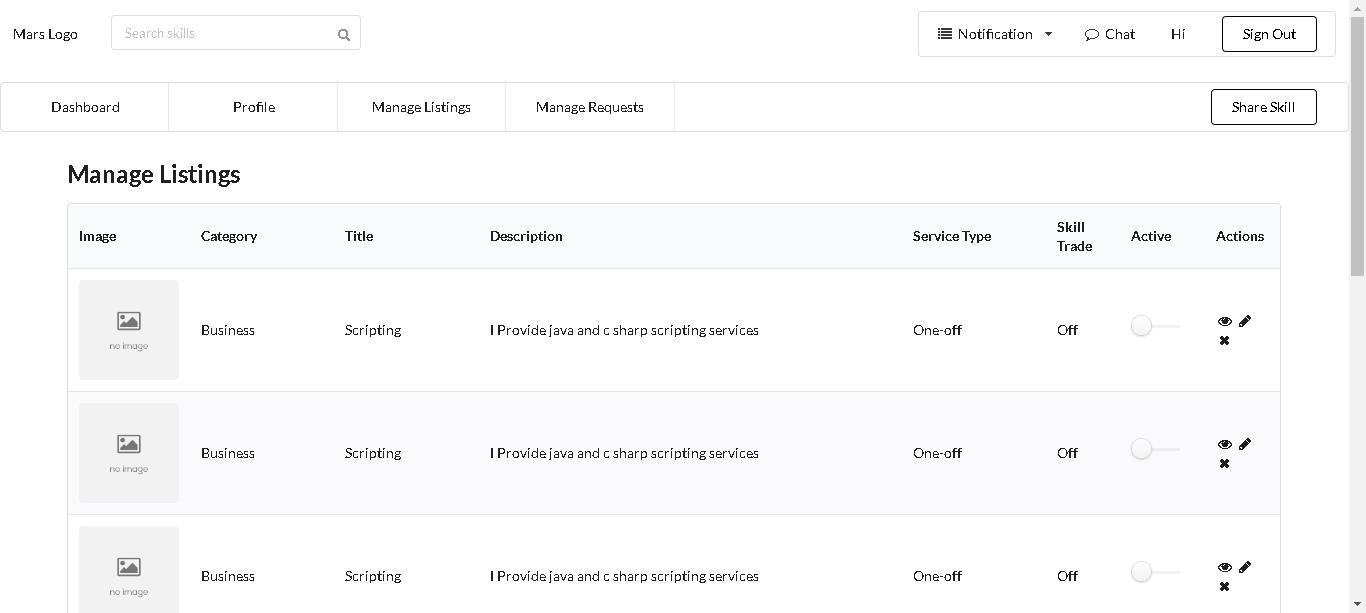 Mars Logo
Search skills
Notification
Chat
Hi
Sign Out
Dashboard
Profile
Manage Listings
Manage Requests
Share Skill
Manage Listings
Image
Category
Title
Description
Service Type
Skill
Trade
Active
Actions
no image
Business
Scripting
I Provide java and c sharp scripting services
One-off
Off
no image
Business
Scripting
I Provide java and c sharp scripting services
One-off
Off
no image
Business
Scripting
I Provide java and c sharp scripting services
One-off
Off